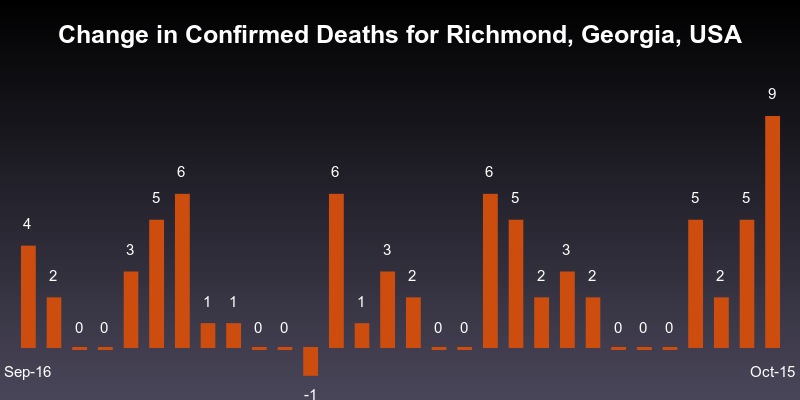 Change in Confirmed Deaths for Richmond, Georgia, USA
4 2 0 0 3 5 6 1 1 0 0 -1 6 1 3 2 0 0 6 5 2 3 2 0 0 0 5 2 5 9
Sep-16 Oct-15